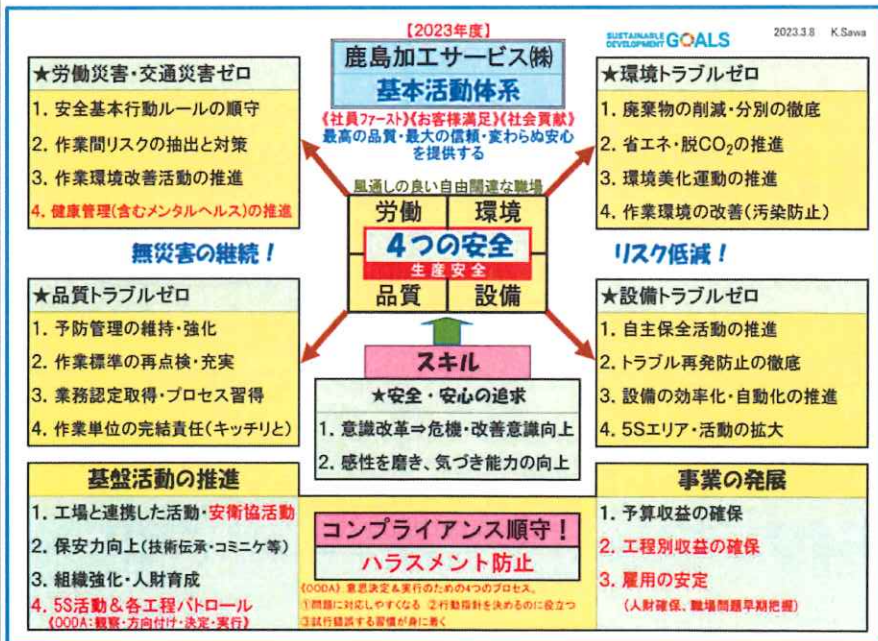 【2023年度】
鹿島加工サービス㈱
基本活動体系
《社員ファースト》《お客様満足》《社会貢献》
最高の品質・最大の信頼・変わらぬ安心
を提供する
SUSTAINABLE DEVELOPMENT GOALS
2023.3.8 K.Sawa
★労働災害・交通災害ゼロ
1. 安全基本行動ルールの順守
2. 作業間リスクの抽出と対策
3. 作業環境改善活動の推進
4. 健康管理(含むメンタルヘルス)の推進
★環境トラブルゼロ
1. 廃棄物の削減・分別の徹底
2. 省エネ・脱CO₂の推進
3. 環境美化運動の推進
4. 作業環境の改善(汚染防止)
風通しの良い自由闊達な職場
労働 環境
4つの安全
生産安全
品質 設備
無災害の継続！
リスク低減！
★品質トラブルゼロ
1. 予防管理の維持・強化
2. 作業標準の再点検・充実
3. 業務認定取得・プロセス習得
4. 作業単位の完結責任(キッチリと)
★設備トラブルゼロ
1. 自主保全活動の推進
2. トラブル再発防止の徹底
3. 設備の効率化・自動化の推進
4. 5Sエリア・活動の拡大
スキル
★安全・安心の追求
1. 意識改革⇒危機・改善意識向上
2. 感性を磨き、気づき能力の向上
基盤活動の推進
1. 工場と連携した活動・安衛協活動
2. 保安力向上(技術伝承・コミニケ等)
3. 組織強化・人財育成
4. 5S活動&各工程パトロール
《OODA:観察・方向付け・決定・実行》
コンプライアンス順守！
ハラスメント防止
《OODA》意思決定&実行のための4つのプロセス。
①問題に対応しやすくなる ②行動指針を決めるのに役立つ
③試行錯誤する習慣が身に着く
事業の発展
1. 予算収益の確保
2. 工程別収益の確保
3. 雇用の安定
(人財確保、職場問題早期把握)